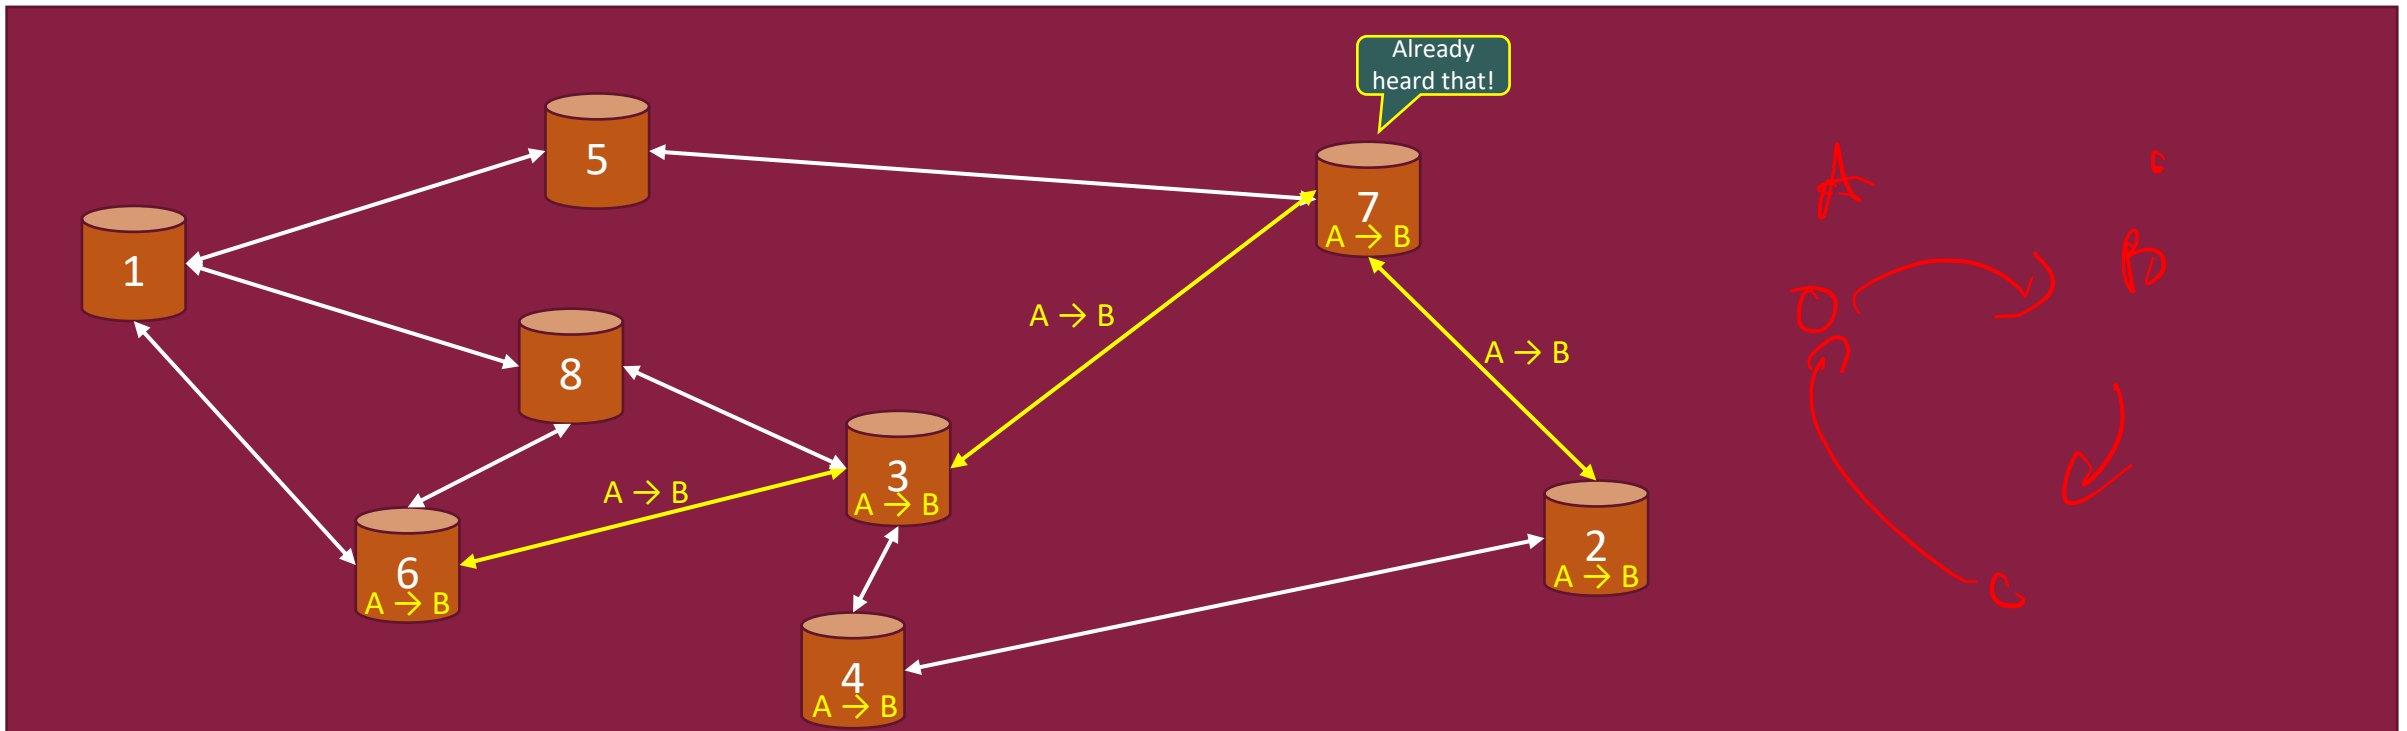 Already
heard that!
5
7
A → B
1
A → B
A → B
8
3
A → B
A → B
2
A → B
6
A → B
4
A → B
A
B